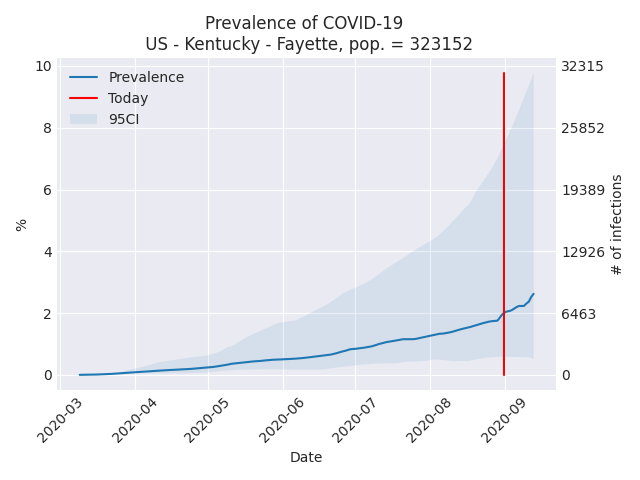 Prevalence of COVID-19
US - Kentucky - Fayette, pop. = 323152
Prevalence
Today
95CI
10
8
6
4
2
0
%
32315
25852
19389
12926
6463
0
# of infections
2020-03
2020-04
2020-05
2020-06
2020-07
2020-08
2020-09
Date